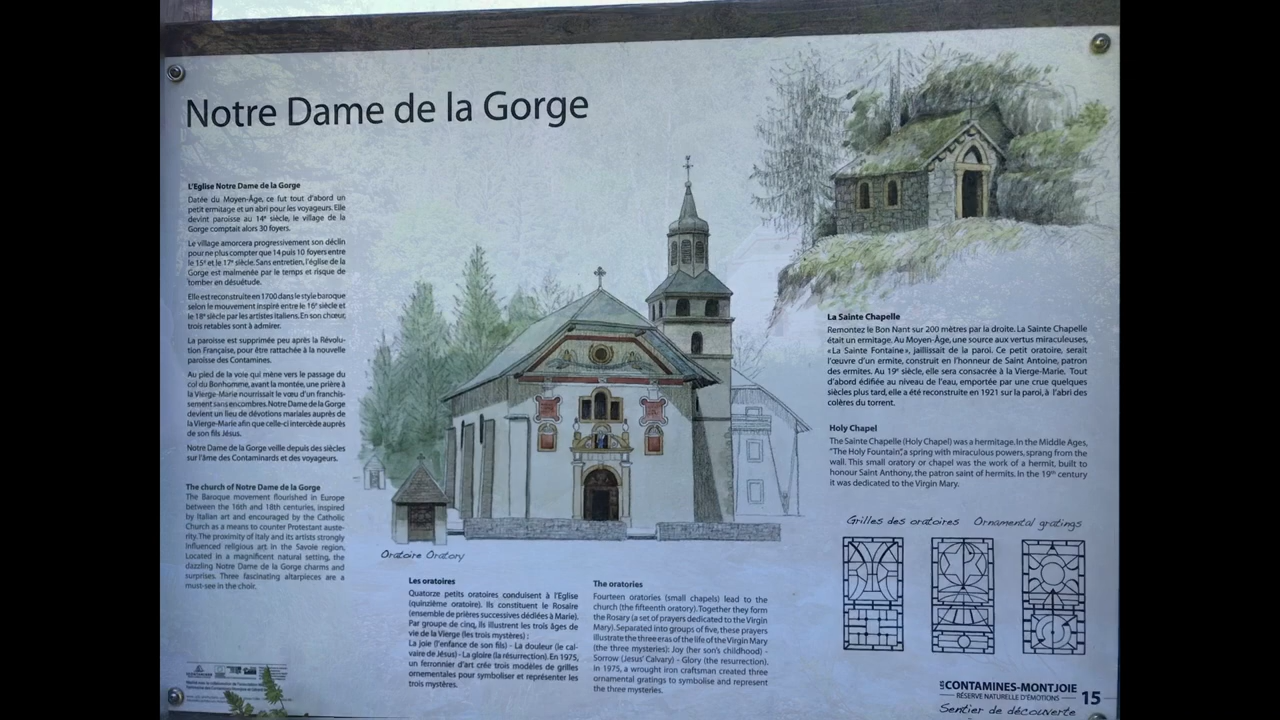 Notre Dame de la Gorge
L'Eglise Notre Dame de la Gorge
Datée du Moyen-Âge, ce fut tout d'abord un
petit ermitage et un abri pour les voyageurs. Elle
devint paroisse au 14e siècle, le village de la
Gorge comptait alors 30 foyers.
Le village amorcera progressivement son déclin
pour ne plus compter que 14 puis 10 foyers entre
le 15e et le 17e siècle. Sans entretien, l'église de la
Gorge est malmenée par le temps et risque de
tomber en désuétude.
Elle est reconstruite en 1700 dans le style baroque
selon le mouvement inspiré entre le 16e siècle et
le 18e siècle par les artistes italiens. En son chœur,
trois retables sont à admirer.
La paroisse est supprimée peu après la Révolu-
tion Française, pour être rattachée à la nouvelle
paroisse des Contamines.
Au pied de la voie qui mène vers le passage du
col du Bonhomme, avant la montée, une prière à
la Vierge-Marie nourrissait le vœu d'un franchis-
sement sans encombres. Notre Dame de la Gorge
devient un lieu de dévotions mariales auprès de
la Vierge-Marie afin que celle-ci intercède auprès
de son fils Jésus.
Notre Dame de la Gorge veille depuis des siècles
sur l'âme des Contaminards et des voyageurs.
The church of Notre Dame de la Gorge
The Baroque movement flourished in Europe
between the 16th and 18th centuries, inspired
by Italian art and encouraged by the Catholic
Church as a means to counter Protestant auste-
rity. The proximity of Italy and its artists strongly
influenced religious art in the Savoie region.
Located in a magnificent natural setting, the
dazzling Notre Dame de la Gorge charms and
surprises. Three fascinating altarpieces are a
must-see in the choir.
Oratoire Oratory
Les oratoires
Quatorze petits oratoires conduisent à l'Eglise
(quinzième oratoire). Ils constituent le Rosaire
(ensemble de prières successives dédiées à Marie).
Par groupe de cinq, ils illustrent les trois âges de
vie de la Vierge (les trois mystères) :
La joie (l'enfance de son fils) - La douleur (le cal-
vaire de Jésus) - La gloire (la résurrection). En 1975,
un ferronnier d'art crée trois modèles de grilles
ornementales pour symboliser et représenter les
trois mystères.
The oratories
Fourteen oratories (small chapels) lead to the
church (the fifteenth oratory). Together they form
the Rosary (a set of prayers dedicated to the Virgin
Mary). Separated into groups of five, these prayers
illustrate the three eras of the life of the Virgin Mary
(the three mysteries): Joy (her son's childhood) -
Sorrow (Jesus' Calvary) - Glory (the resurrection).
In 1975, a wrought iron craftsman created three
ornamental gratings to symbolise and represent
the three mysteries.
La Sainte Chapelle
Remontez le Bon Nant sur 200 mètres par la droite. La Sainte Chapelle
était un ermitage. Au Moyen-Âge, une source aux vertus miraculeuses,
«La Sainte Fontaine», jaillissait de la paroi. Ce petit oratoire, serait
l'œuvre d'un ermite, construit en l'honneur de Saint Antoine, patron
des ermites. Au 19e siècle, elle sera consacrée à la Vierge-Marie. Tout
d'abord édifiée au niveau de l'eau, emportée par une crue quelques
siècles plus tard, elle a été reconstruite en 1921 sur la paroi, à l'abri des
colères du torrent.
Holy Chapel
The Sainte Chapelle (Holy Chapel) was a hermitage. In the Middle Ages,
"The Holy Fountain", a spring with miraculous powers, sprang from the
wall. This small oratory or chapel was the work of a hermit, built to
honour Saint Anthony, the patron saint of hermits. In the 19th century
it was dedicated to the Virgin Mary.
Grilles des oratoires Ornamental gratings
LES CONTAMINES-MONTJOIE
RÉSERVE NATURELLE D'ÉMOTIONS
15
Sentier de découverte